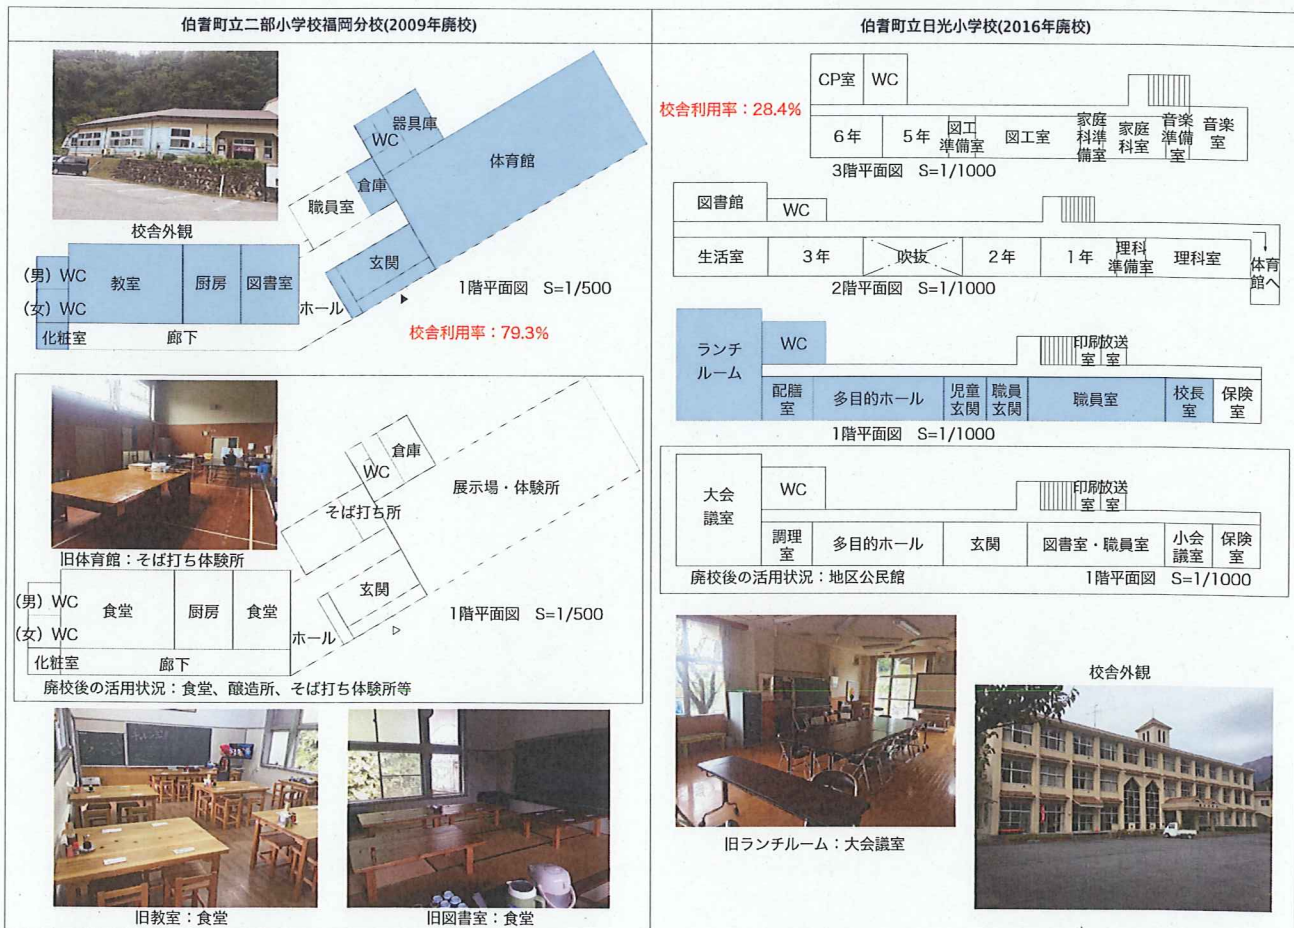 伯耆町立二部小学校福岡分校(2009年廃校)
校舎外観
器具庫
WC
体育館
倉庫
職員室
玄関
(男)WC
(女)WC
教室
厨房
図書室
ホール
化粧室
廊下
1階平面図 S=1/500
校舎利用率：79.3%
旧体育館：そば打ち体験所
倉庫
WC
展示場・体験所
そば打ち所
玄関
(男)WC
(女)WC
食堂
厨房
食堂
ホール
化粧室
廊下
1階平面図 S=1/500
廃校後の活用状況：食堂、醸造所、そば打ち体験所等
旧教室：食堂
旧図書室：食堂
伯耆町立日光小学校(2016年廃校)
校舎利用率：28.4%
CP室
WC
6年
5年
図工
準備室
図工室
家庭
科準
備室
家庭
科室
音楽
準備
室
音楽
室
3階平面図 S=1/1000
図書館
WC
生活室
3年
吹抜
2年
1年
理科
準備室
理科室
体育
館へ
2階平面図 S=1/1000
ランチ
ルーム
WC
印刷
室
放送
室
配膳
室
多目的ホール
児童
玄関
職員
玄関
職員室
校長
室
保険
室
1階平面図 S=1/1000
大会
議室
WC
印刷
室
放送
室
調理
室
多目的ホール
玄関
図書室・職員室
小会
議室
保険
室
廃校後の活用状況：地区公民館
1階平面図 S=1/1000
旧ランチルーム：大会議室
校舎外観